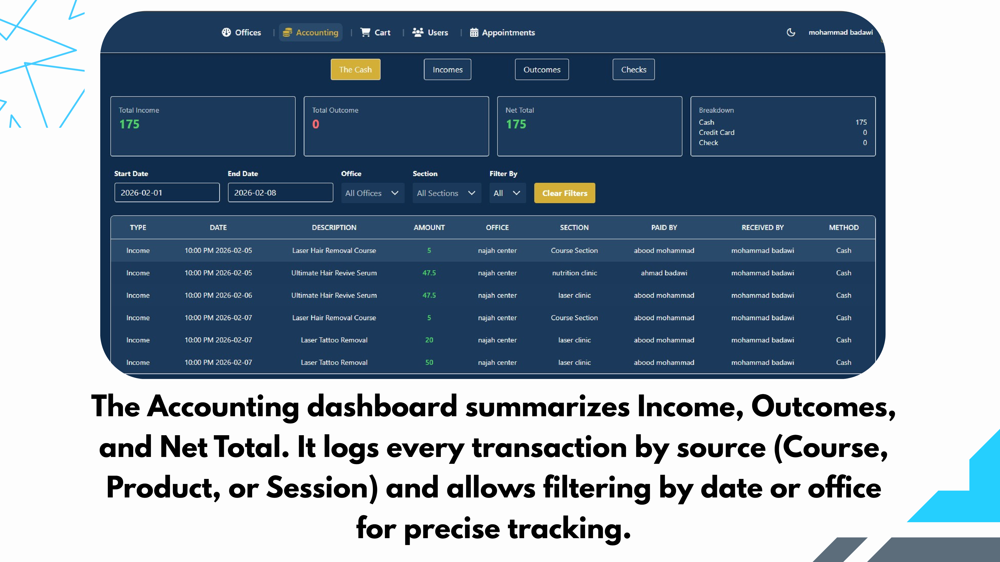 Offices | Accounting | Cart | Users | Appointments mohammad badawi
The Cash Incomes Outcomes Checks
Total Income Total Outcome Net Total Breakdown
175 0 175
Cash 175
Credit Card 0
Check 0
Start Date End Date Office Section Filter By
2026-02-01 2026-02-08 All Offices All Sections All Clear Filters
TYPE DATE DESCRIPTION AMOUNT OFFICE SECTION PAID BY RECEIVED BY METHOD
Income 10:00 PM 2026-02-05 Laser Hair Removal Course 5 najah center Course Section abood mohammad mohammad badawi Cash
Income 10:00 PM 2026-02-05 Ultimate Hair Revive Serum 47.5 najah center nutrition clinic ahmad badawi mohammad badawi Cash
Income 10:00 PM 2026-02-06 Ultimate Hair Revive Serum 47.5 najah center laser clinic abood mohammad mohammad badawi Cash
Income 10:00 PM 2026-02-07 Laser Hair Removal Course 5 najah center Course Section abood mohammad mohammad badawi Cash
Income 10:00 PM 2026-02-07 Laser Tattoo Removal 20 najah center laser clinic abood mohammad mohammad badawi Cash
Income 10:00 PM 2026-02-07 Laser Tattoo Removal 50 najah center laser clinic abood mohammad mohammad badawi Cash
The Accounting dashboard summarizes Income, Outcomes,
and Net Total. It logs every transaction by source (Course,
Product, or Session) and allows filtering by date or office
for precise tracking.